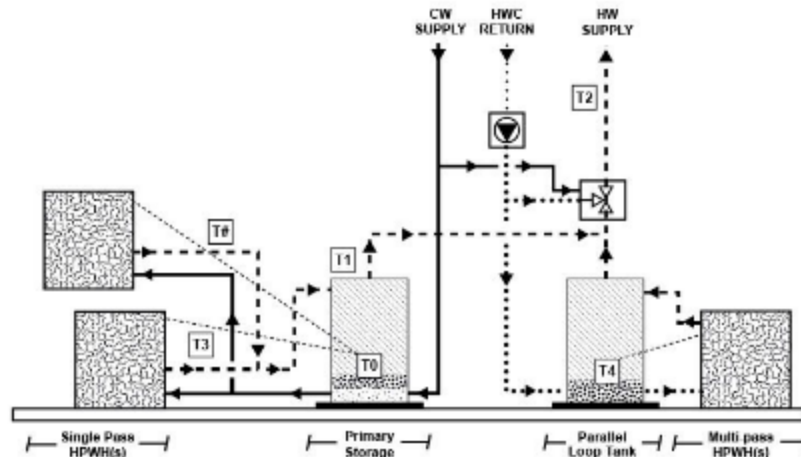 CW
SUPPLY
HWC
RETURN
HW
SUPPLY
T2
T#
T1
T3
T0
T4
Single Pass
HPWH(s)
Primary
Storage
Parallel
Loop Tank
Multi-pass
HPWH(s)